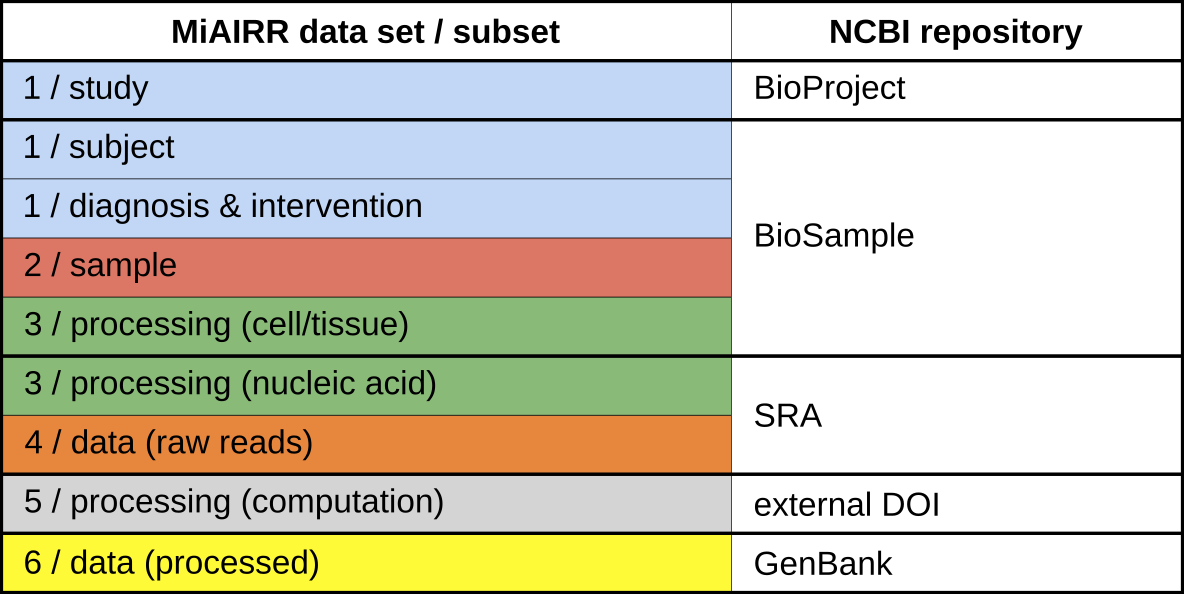 MiAIRR data set / subset
NCBI repository
1 / study
BioProject
1 / subject
1 / diagnosis & intervention
2 / sample
3 / processing (cell/tissue)
BioSample
3 / processing (nucleic acid)
4 / data (raw reads)
SRA
5 / processing (computation)
external DOI
6 / data (processed)
GenBank